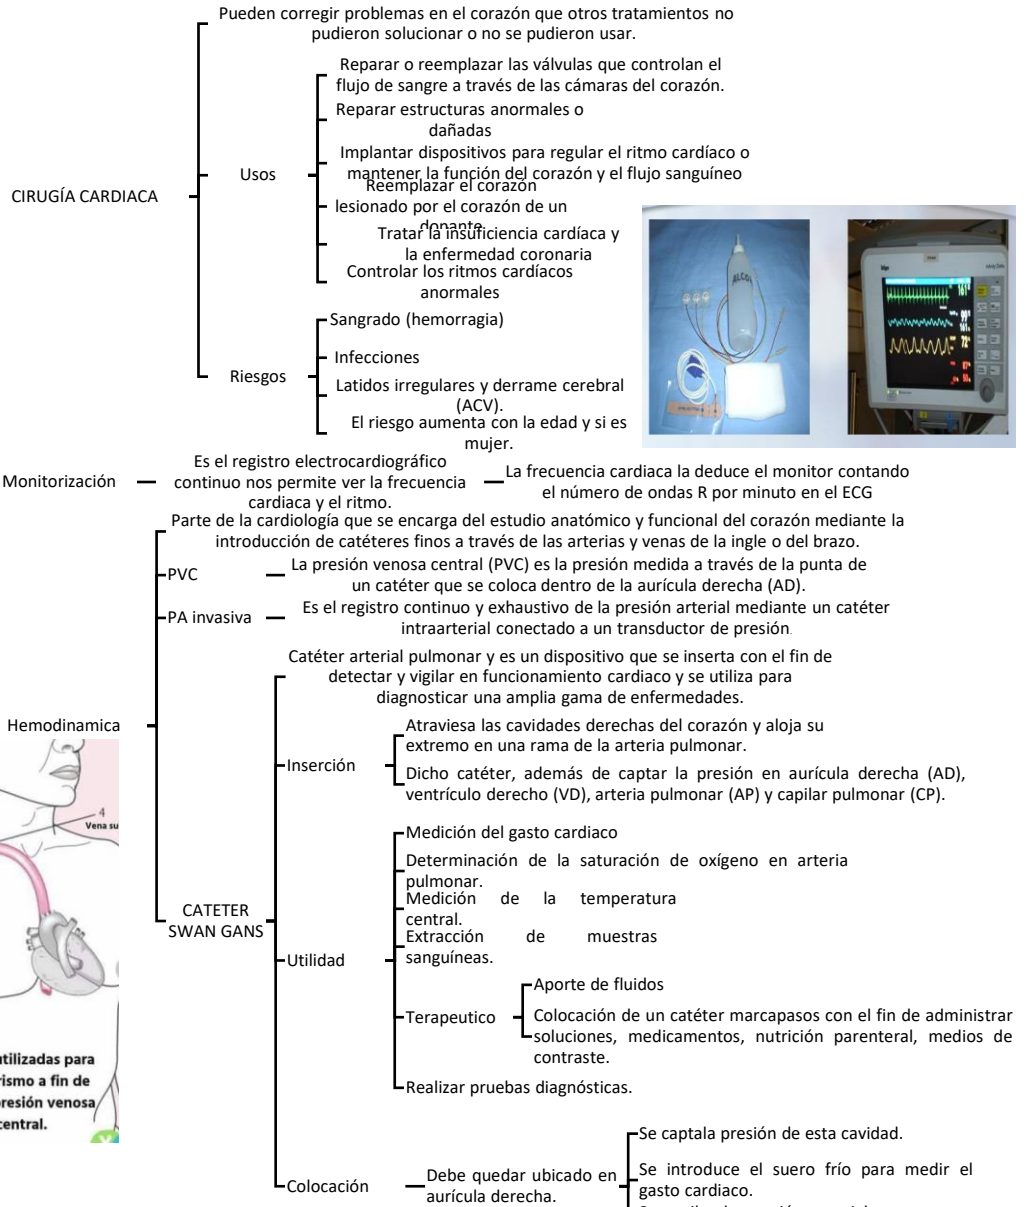 Pueden corregir problemas en el corazón que otros tratamientos no
pudieron solucionar o no se pudieron usar.
CIRUGÍA CARDIACA
Usos
Reparar o reemplazar las válvulas que controlan el
flujo de sangre a través de las cámaras del corazón.
Reparar estructuras anormales o
dañadas
Implantar dispositivos para regular el ritmo cardíaco o
mantener la función del corazón y el flujo sanguíneo
Reemplazar el corazón
lesionado por el corazón de un
donante
Tratar la insuficiencia cardíaca y
la enfermedad coronaria
Controlar los ritmos cardíacos
anormales
Riesgos
Sangrado (hemorragia)
Infecciones
Latidos irregulares y derrame cerebral
(ACV).
El riesgo aumenta con la edad y si es
mujer.
ALCOL
161
99
161
72
Monitorización
Es el registro electrocardiográfico
continuo nos permite ver la frecuencia
cardiaca y el ritmo.
La frecuencia cardiaca la deduce el monitor contando
el número de ondas R por minuto en el ECG
Hemodinamica
Parte de la cardiología que se encarga del estudio anatómico y funcional del corazón mediante la
introducción de catéteres finos a través de las arterias y venas de la ingle o del brazo.
PVC
La presión venosa central (PVC) es la presión medida a través de la punta de
un catéter que se coloca dentro de la aurícula derecha (AD).
PA invasiva
Es el registro continuo y exhaustivo de la presión arterial mediante un catéter
intraarterial conectado a un transductor de presión.
CATETER
SWAN GANS
Catéter arterial pulmonar y es un dispositivo que se inserta con el fin de
detectar y vigilar en funcionamiento cardiaco y se utiliza para
diagnosticar una amplia gama de enfermedades.
Inserción
Atraviesa las cavidades derechas del corazón y aloja su
extremo en una rama de la arteria pulmonar.
Dicho catéter, además de captar la presión en aurícula derecha (AD),
ventrículo derecho (VD), arteria pulmonar (AP) y capilar pulmonar (CP).
Utilidad
Medición del gasto cardiaco
Determinación de la saturación de oxígeno en arteria
pulmonar.
Medición de la temperatura
central.
Extracción de muestras
sanguíneas.
Terapeutico
Aporte de fluidos
Colocación de un catéter marcapasos con el fin de administrar
soluciones, medicamentos, nutrición parenteral, medios de
contraste.
Realizar pruebas diagnósticas.
Colocación
Debe quedar ubicado en
aurícula derecha.
Se captala presión de esta cavidad.
Se introduce el suero frío para medir el
gasto cardiaco.
4
Vena su
utilizadas para
rismo a fin de
presión venosa
central.